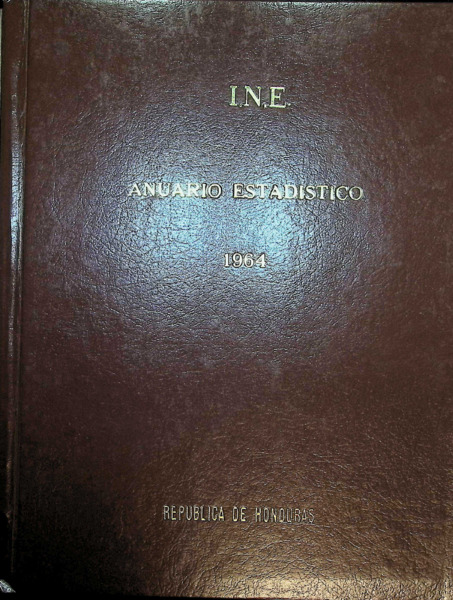 I.N.E.
ANUARIO ESTADISTICO
1964
REPUBLICA DE HONDURAS